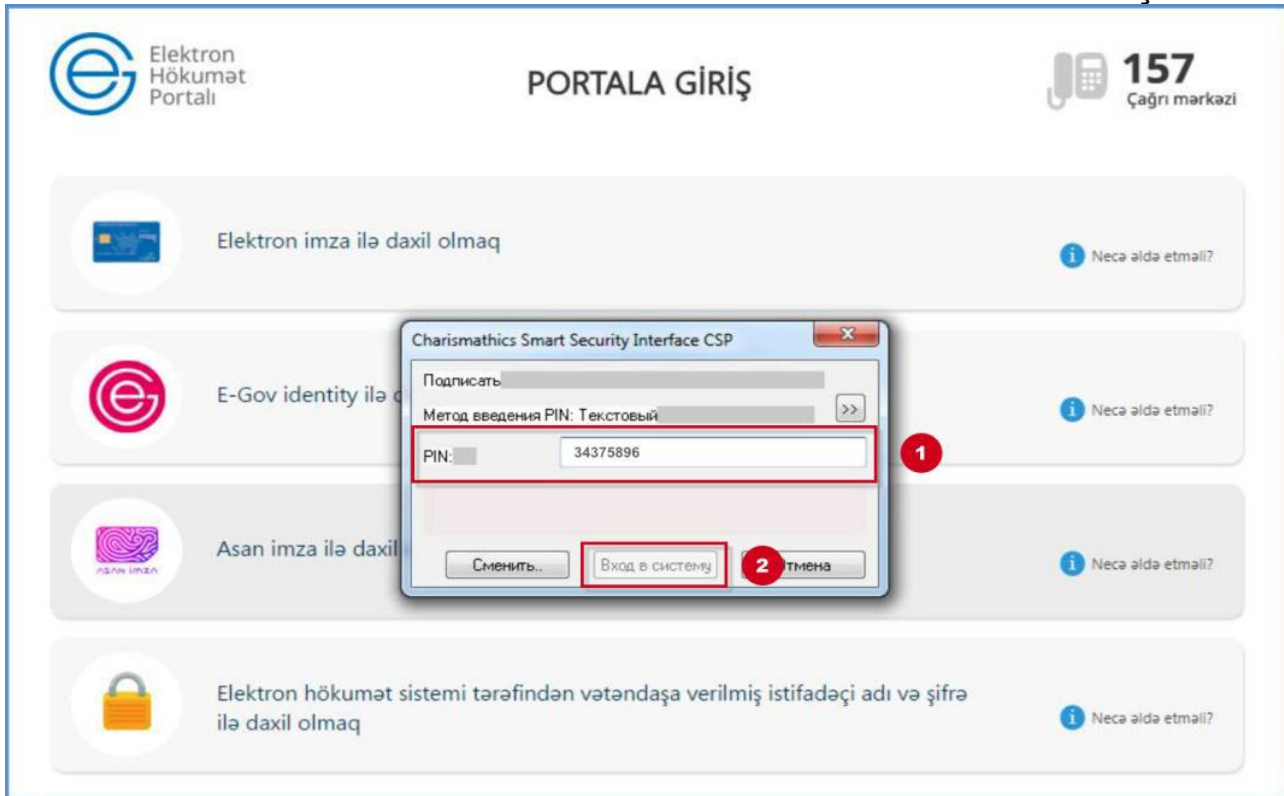 Ş
Elektron
Hökumət
Portalı
PORTALA GİRİŞ
157
Çağrı mərkəzi
Elektron imza ilə daxil olmaq
i Necə əldə etməli?
Charismathics Smart Security Interface CSP
Подписать
Метод введения PIN: Текстовый
>>
PIN:
34375896
1
E-Gov identity ilə
i Necə əldə etməli?
Asan imza ilə daxil
ASAN İMZA
Сменить..
Вход в систему
2
тмена
i Necə əldə etməli?
Elektron hökumət sistemi tərəfindən vətəndaşa verilmiş istifadəçi adı və şifrə
ilə daxil olmaq
i Necə əldə etməli?